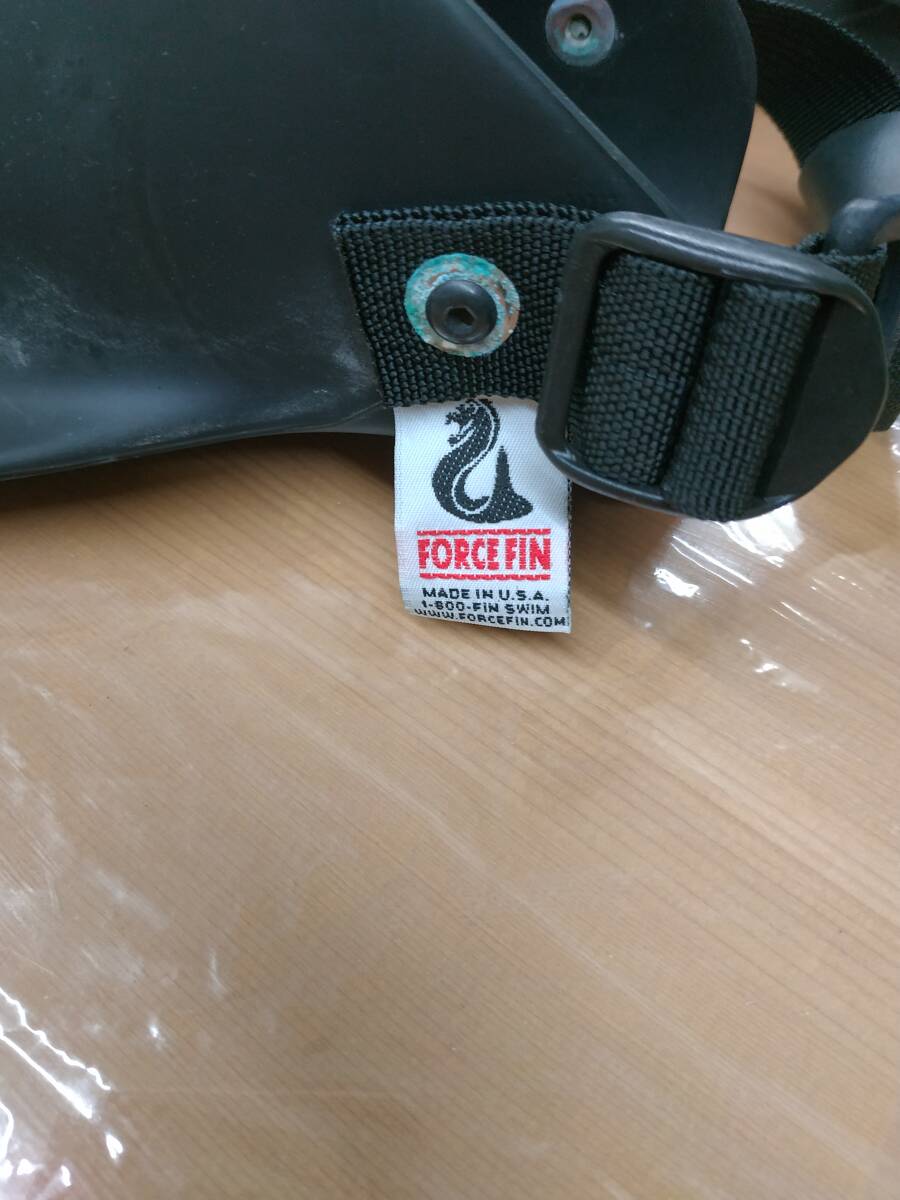 FORCE FIN
MADE IN U.S.A.
1-800-FIN SWIM
WWW.FORCEFIN.COM